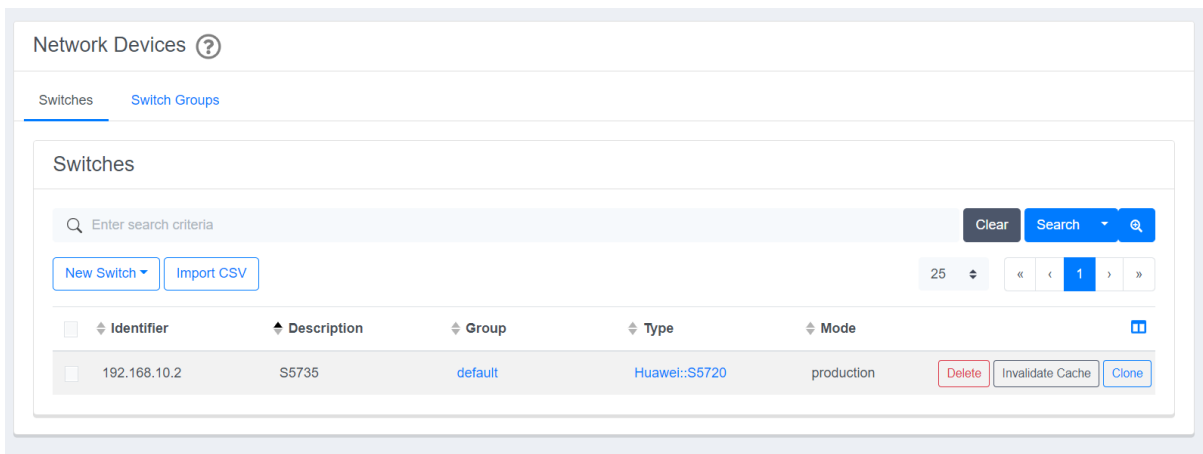 Network Devices ?
Switches Switch Groups
Switches
Enter search criteria Clear Search
New Switch Import CSV 25 « ‹ 1 › »
Identifier Description Group Type Mode
192.168.10.2 S5735 default Huawei::S5720 production Delete Invalidate Cache Clone